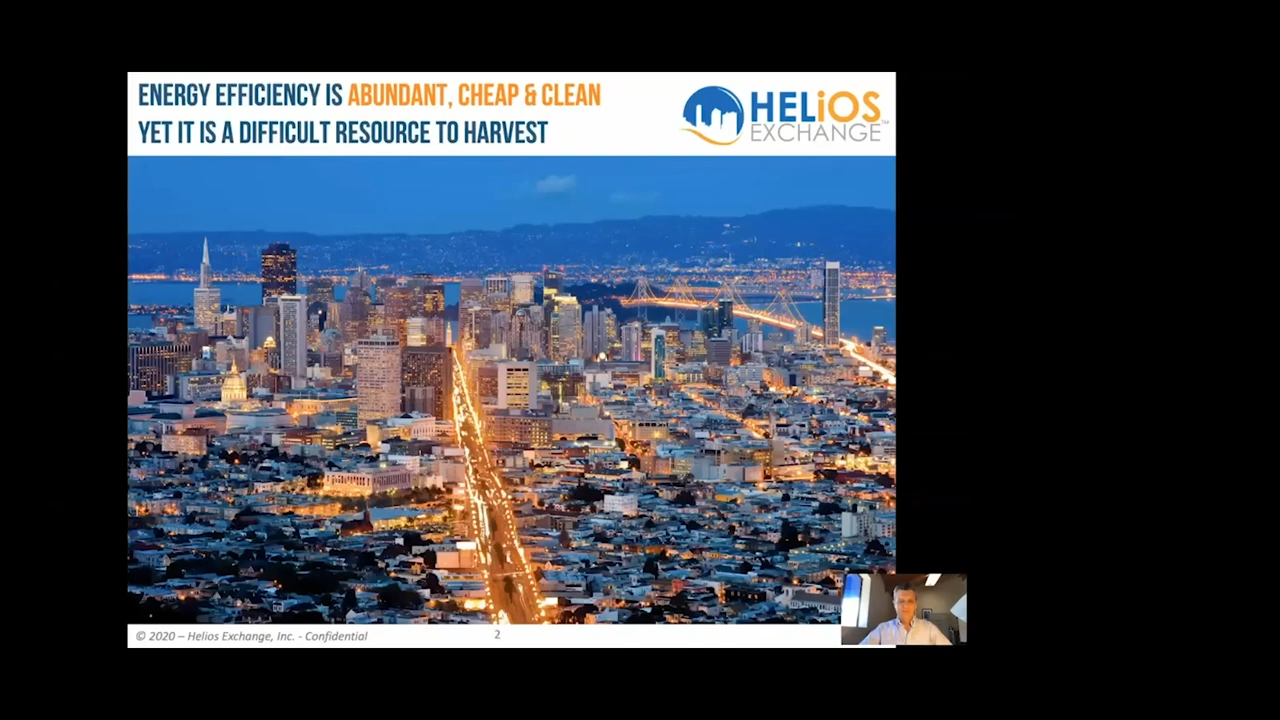 ENERGY EFFICIENCY IS ABUNDANT, CHEAP & CLEAN
YET IT IS A DIFFICULT RESOURCE TO HARVEST
HELiOS
EXCHANGE™
© 2020 – Helios Exchange, Inc. - Confidential
2